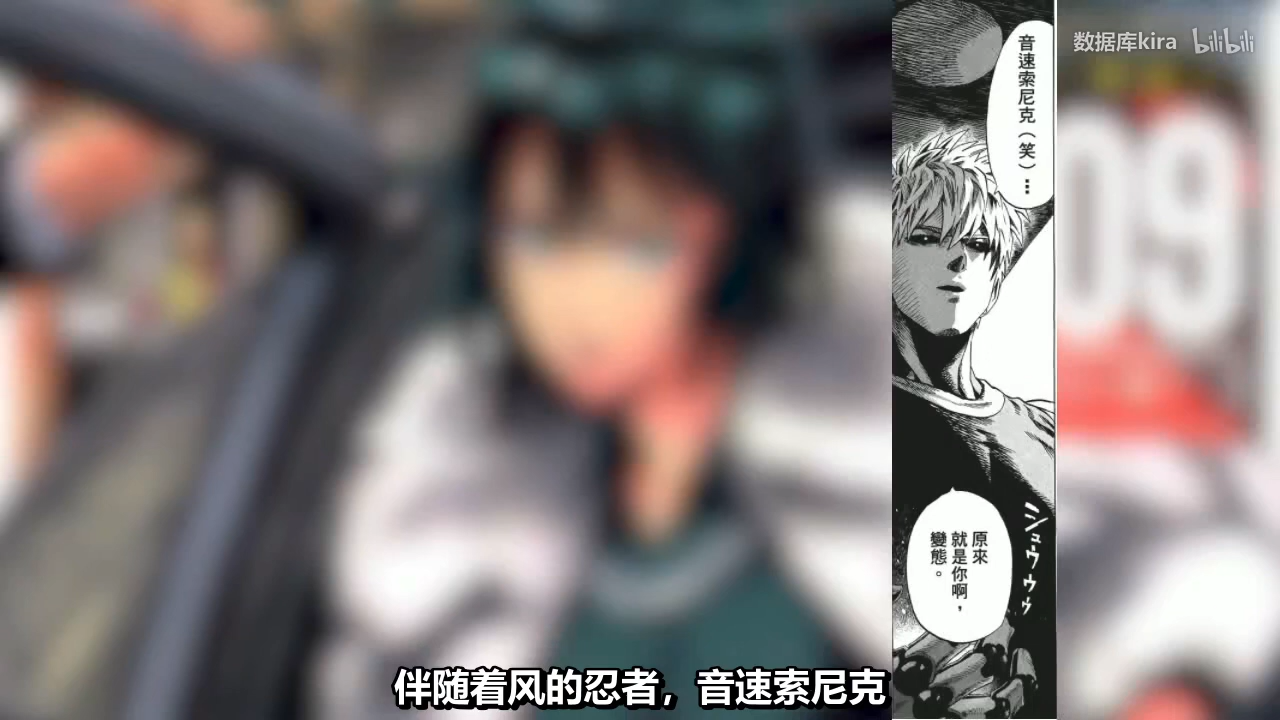 数据库kira bilibili
音速索尼克（笑）…
原來
就是你啊，
變態。
シュウゥゥ
09
伴随着风的忍者，音速索尼克